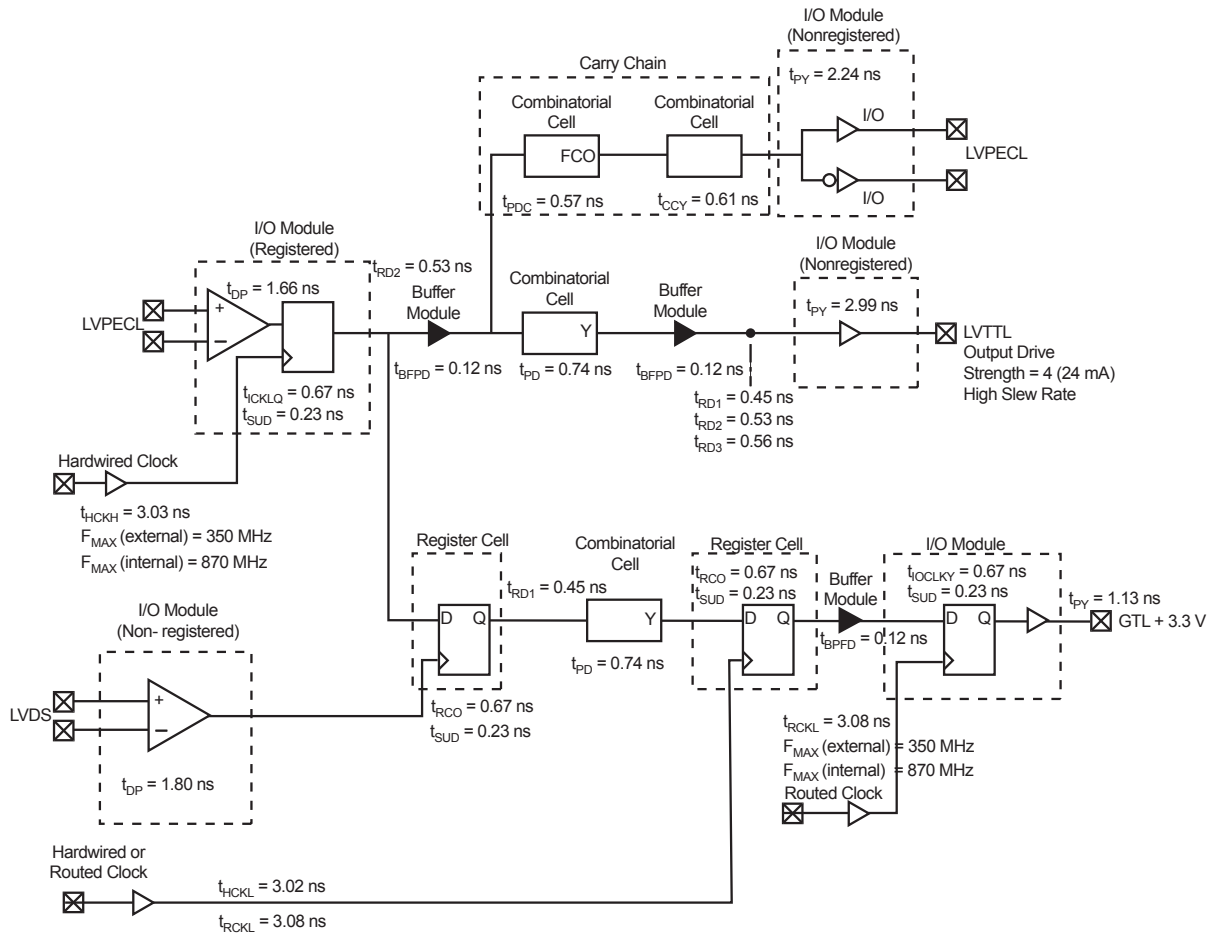 I/O Module
(Nonregistered)
Carry Chain
tPY = 2.24 ns
Combinatorial
Cell
Combinatorial
Cell
I/O
FCO
LVPECL
I/O
tPDC = 0.57 ns
tCCY = 0.61 ns
I/O Module
(Registered)
I/O Module
(Nonregistered)
tRD2 = 0.53 ns
tDP = 1.66 ns
Buffer
Module
Combinatorial
Cell
Buffer
Module
tPY = 2.99 ns
+
LVPECL
−
Y
LVTTL
Output Drive
Strength = 4 (24 mA)
High Slew Rate
tBFPD = 0.12 ns
tPD = 0.74 ns
tBFPD = 0.12 ns
tICKLQ = 0.67 ns
tSUD = 0.23 ns
tRD1 = 0.45 ns
tRD2 = 0.53 ns
tRD3 = 0.56 ns
Hardwired Clock
tHCKH = 3.03 ns
FMAX (external) = 350 MHz
FMAX (internal) = 870 MHz
Register Cell
Combinatorial
Cell
Register Cell
I/O Module
tRD1 = 0.45 ns
tRCO = 0.67 ns
tSUD = 0.23 ns
Buffer
Module
tIOCLKY = 0.67 ns
tSUD = 0.23 ns
tPY = 1.13 ns
I/O Module
(Non- registered)
D Q
Y
D Q
D Q
GTL + 3.3 V
tBPFD = 0.12 ns
tPD = 0.74 ns
LVDS
+
−
tRCO = 0.67 ns
tSUD = 0.23 ns
tRCKL = 3.08 ns
FMAX (external) = 350 MHz
FMAX (internal) = 870 MHz
Routed Clock
tDP = 1.80 ns
Hardwired or
Routed Clock
tHCKL = 3.02 ns
tRCKL = 3.08 ns